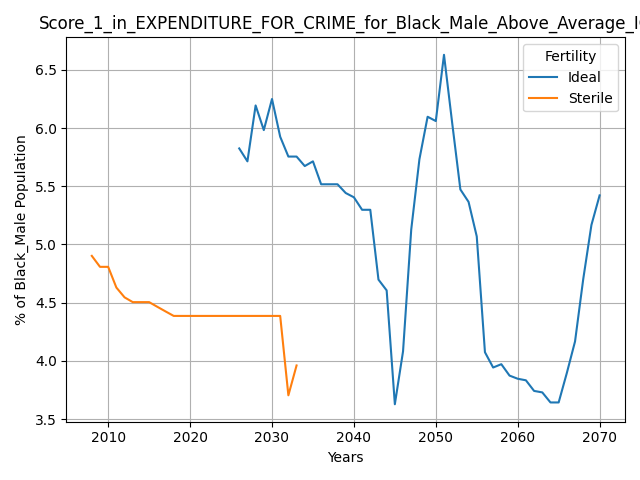 Score_1_in_EXPENDITURE_FOR_CRIME_for_Black_Male_Above_Average_I
Fertility
Ideal
Sterile
% of Black_Male Population
6.5
6.0
5.5
5.0
4.5
4.0
3.5
2010 2020 2030 2040 2050 2060 2070
Years